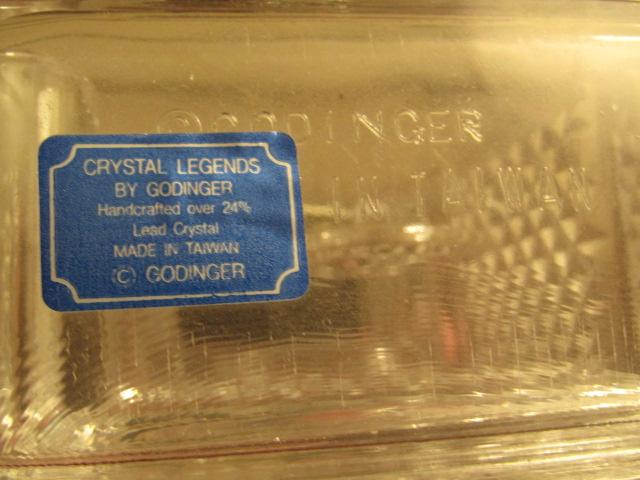 © GODINGER
IN TAIWAN
CRYSTAL LEGENDS
BY GODINGER
Handcrafted over 24%
Lead Crystal
MADE IN TAIWAN
© GODINGER